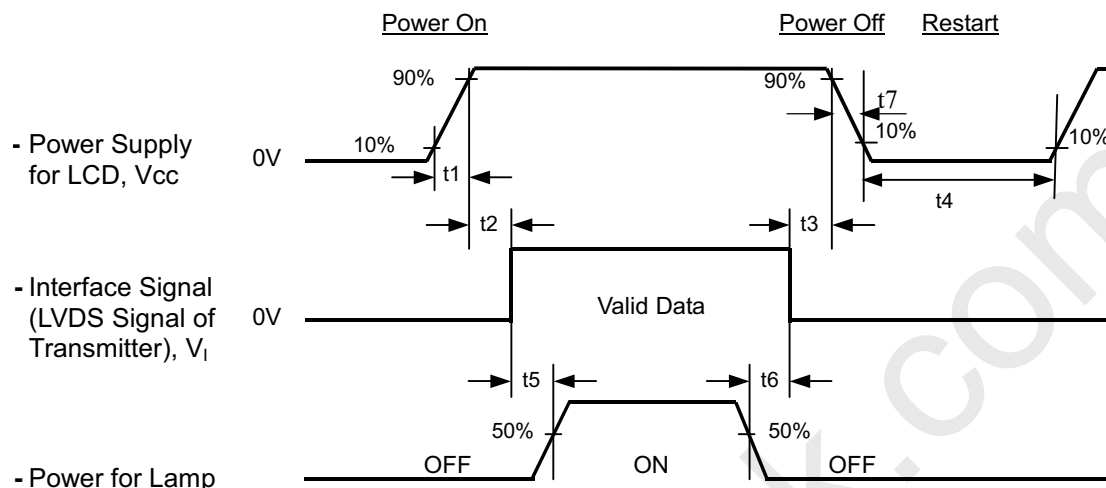 Power On
Power Off
Restart
90%
90%
t7
- Power Supply
for LCD, Vcc
0V
10%
10%
10%
t1
t4
t2
t3
- Interface Signal
(LVDS Signal of
Transmitter), VI
0V
Valid Data
t5
t6
50%
50%
- Power for Lamp
OFF
ON
OFF
k.com